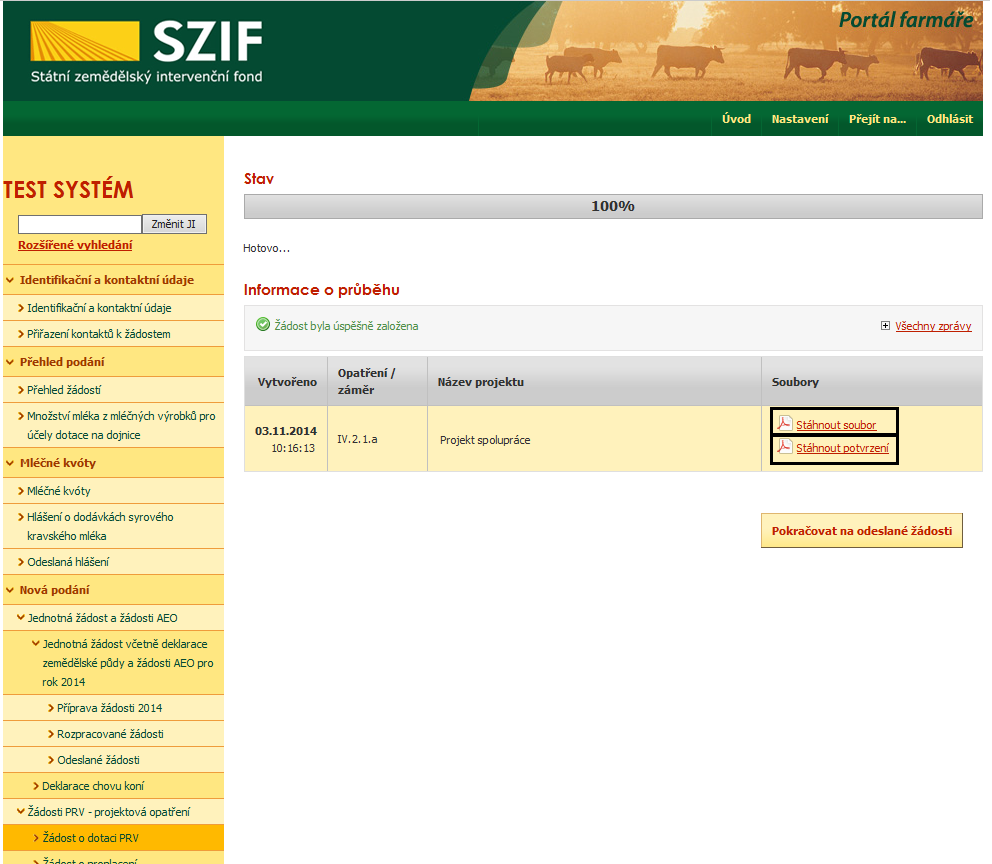 SZIF
Státní zemědělský intervenční fond
Portál farmáře
Úvod
Nastavení
Přejít na...
Odhlásit
TEST SYSTÉM
Změnit JI
Rozšířené vyhledání
Identifikační a kontaktní údaje
Identifikační a kontaktní údaje
Přiřazení kontaktů k žádostem
Přehled podání
Přehled žádostí
Množství mléka z mléčných výrobků pro
účely dotace na dojnice
Mléčné kvóty
Mléčné kvóty
Hlášení o dodávkách syrového
kravského mléka
Odeslaná hlášení
Nová podání
Jednotná žádost a žádosti AEO
Jednotná žádost včetně deklarace
zemědělské půdy a žádosti AEO pro
rok 2014
Příprava žádosti 2014
Rozpracované žádosti
Odeslané žádosti
Deklarace chovu koní
Žádosti PRV - projektová opatření
Žádost o dotaci PRV
Žádost o proplacení
Stav
100%
Hotovo...
Informace o průběhu
Žádost byla úspěšně založena
Všechny zprávy
Vytvořeno
Opatření /
záměr
Název projektu
Soubory
03.11.2014
10:16:13
IV.2.1.a
Projekt spolupráce
Stáhnout soubor
Stáhnout potvrzení
Pokračovat na odeslané žádosti